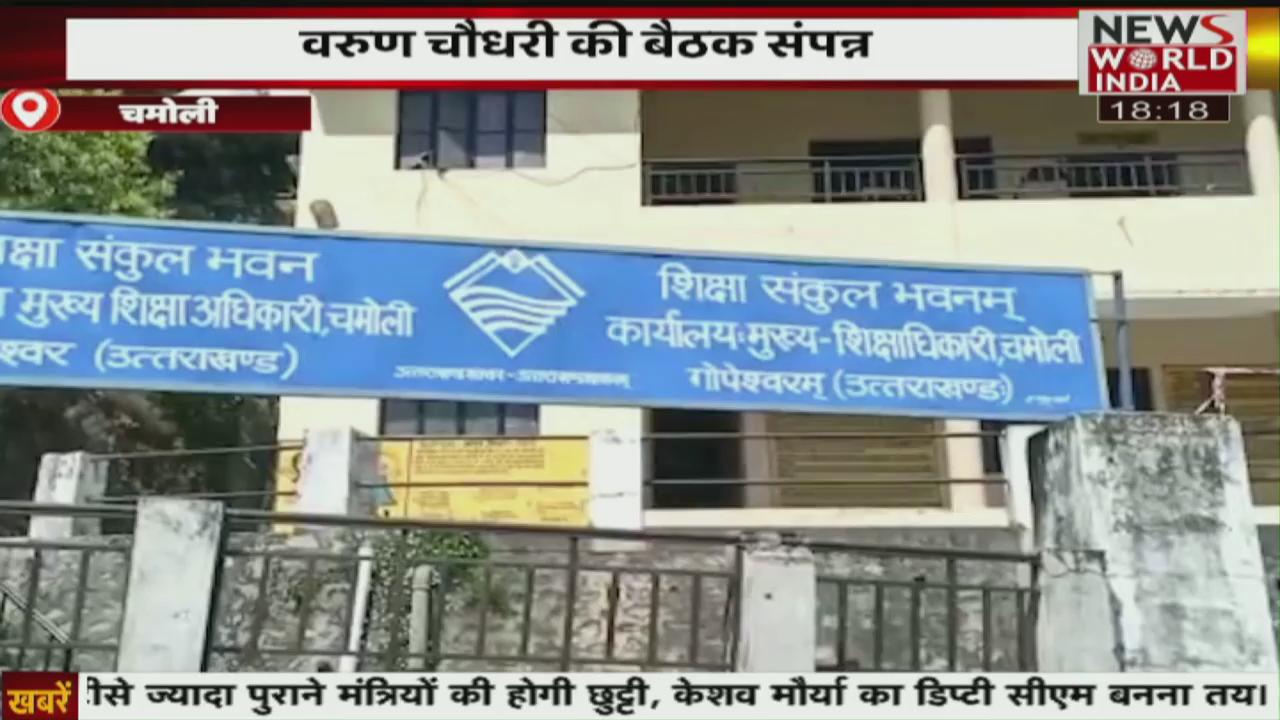 वरुण चौधरी की बैठक संपन्न
NEWS
WORLD
INDIA
18:18
चमोली
संकुल भवन
मुख्य शिक्षा अधिकारी,चमोली
(उत्तराखण्ड)
शिक्षा संकुल भवनम्
कार्यालयः मुख्य-शिक्षाधिकारी,चमोली
गोपेश्वरम् (उत्तराखण्डः)
खबरें
ज्यादा पुराने मंत्रियों की होगी छुट्टी, केशव मौर्या का डिप्टी सीएम बनना तय।